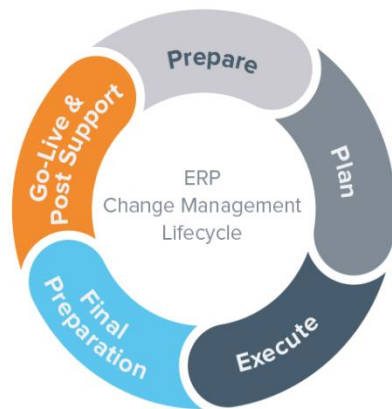 ERP
Change Management
Lifecycle
Prepare
Plan
Execute
Final
Preparation
Go-Live &
Post Support